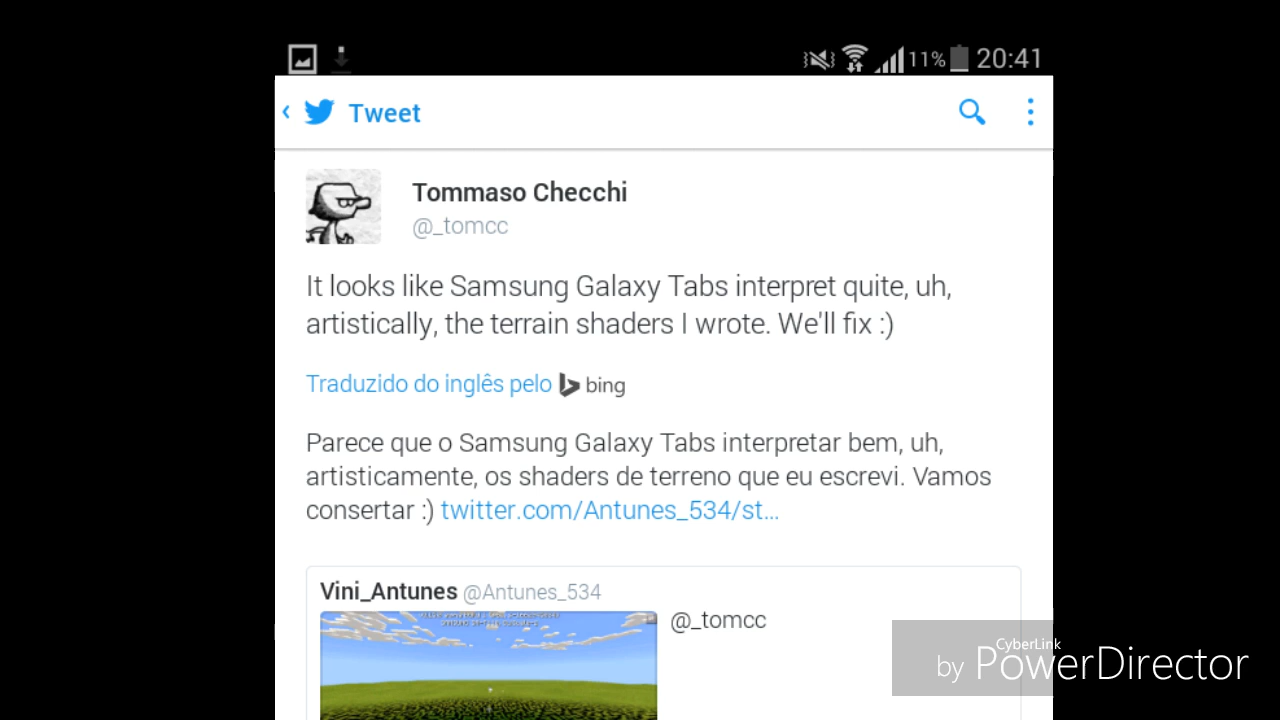 11% 20:41
Tweet
Tommaso Checchi
@_tomcc
It looks like Samsung Galaxy Tabs interpret quite, uh,
artistically, the terrain shaders I wrote. We'll fix :)
Traduzido do inglês pelo bing
Parece que o Samsung Galaxy Tabs interpretar bem, uh,
artisticamente, os shaders de terreno que eu escrevi. Vamos
consertar :) twitter.com/Antunes_534/st...
Vini_Antunes @Antunes_534
@_tomcc
CyberLink
by PowerDirector